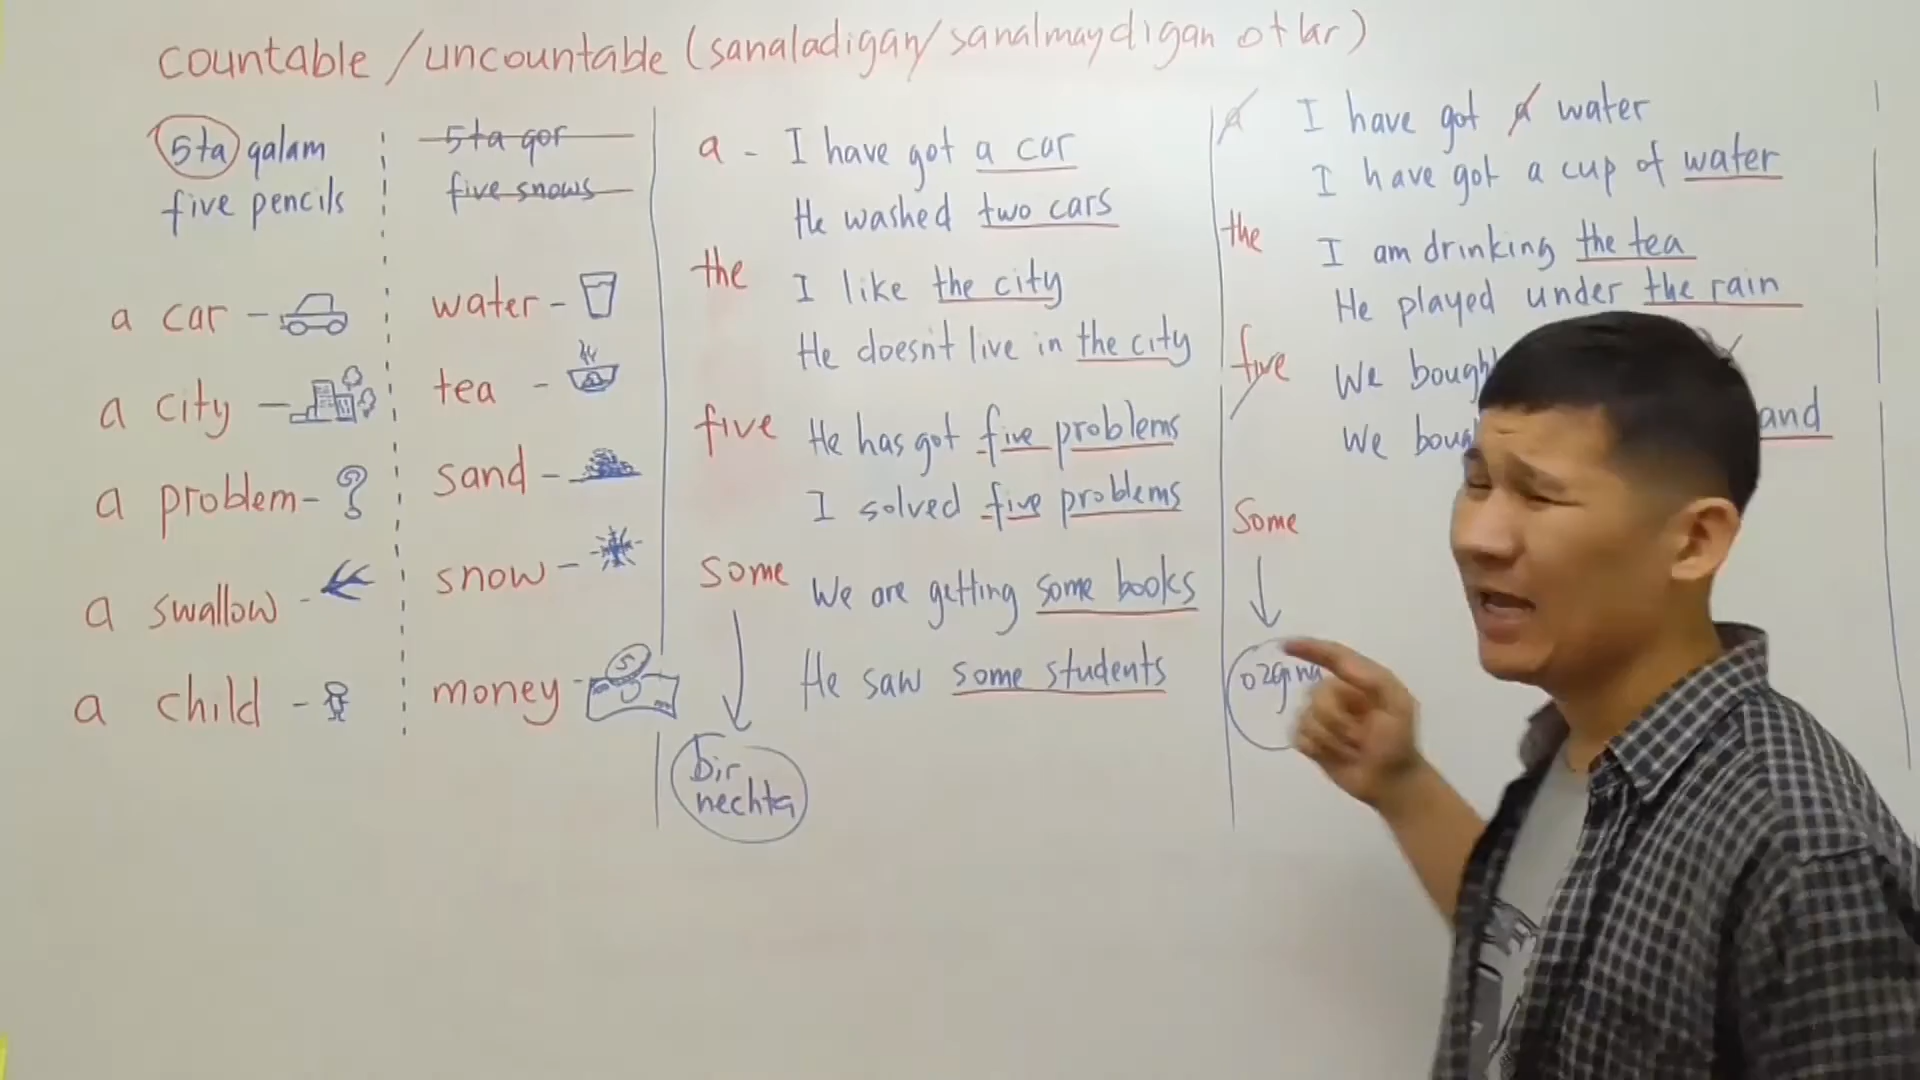 countable / uncountable (sanaladigan/sanalmaydigan otlar)
5ta qalam
five pencils
a car -
a city -
a problem -
a swallow -
a child -
5ta qor
five snows
water -
tea -
sand -
snow -
money -
a - I have got a car
He washed two cars
the I like the city
He doesn't live in the city
five He has got five problems
I solved five problems
some We are getting some books
He saw some students
bir
nechta
a I have got a water
I have got a cup of water
the I am drinking the tea
He played under the rain
five We bough
We bou and
Some
ozgina